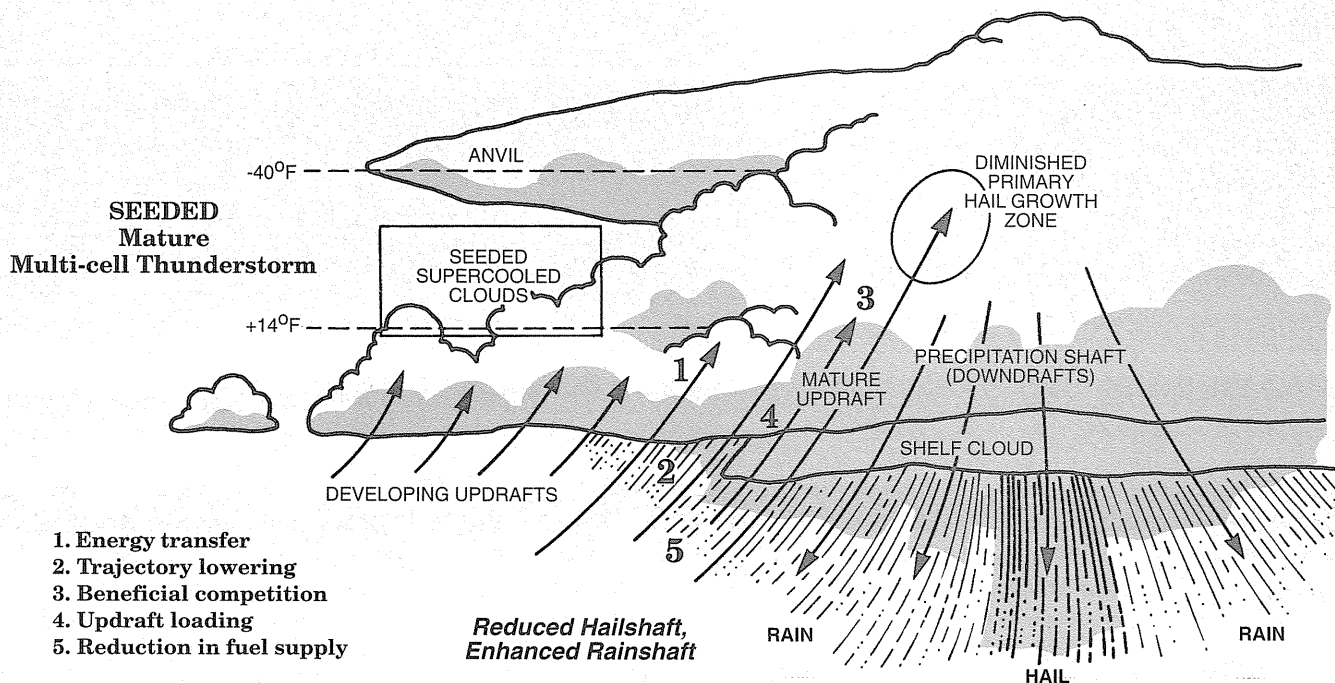 -40°F
ANVIL
DIMINISHED
PRIMARY
HAIL GROWTH
ZONE
SEEDED
Mature
Multi-cell Thunderstorm
SEEDED
SUPERCOOLED
CLOUDS
+14°F
3
1
PRECIPITATION SHAFT
(DOWNDRAFTS)
MATURE
UPDRAFT
4
SHELF CLOUD
2
DEVELOPING UPDRAFTS
5
1. Energy transfer
2. Trajectory lowering
3. Beneficial competition
4. Updraft loading
5. Reduction in fuel supply
Reduced Hailshaft,
Enhanced Rainshaft
RAIN
HAIL
RAIN